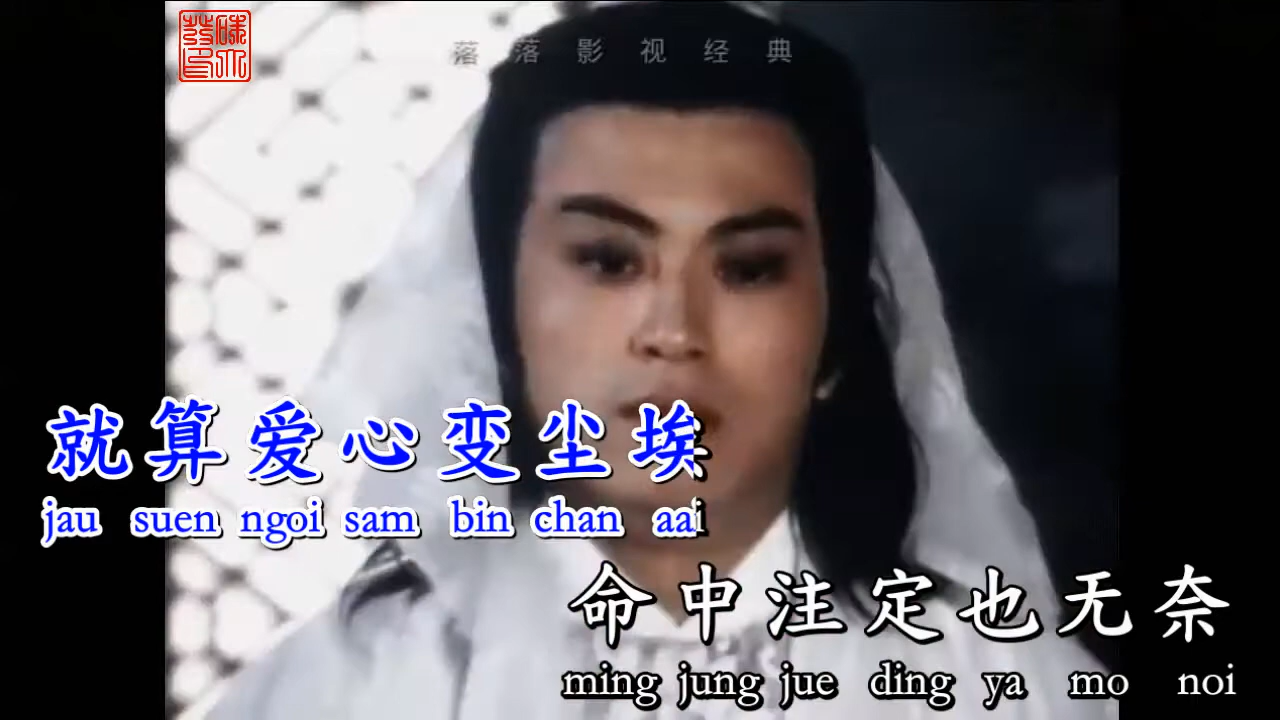 落落影视经典
就算爱心变尘埃
jau suen ngoi sam bin chan aai
命中注定也无奈
ming jung jue ding ya mo noi